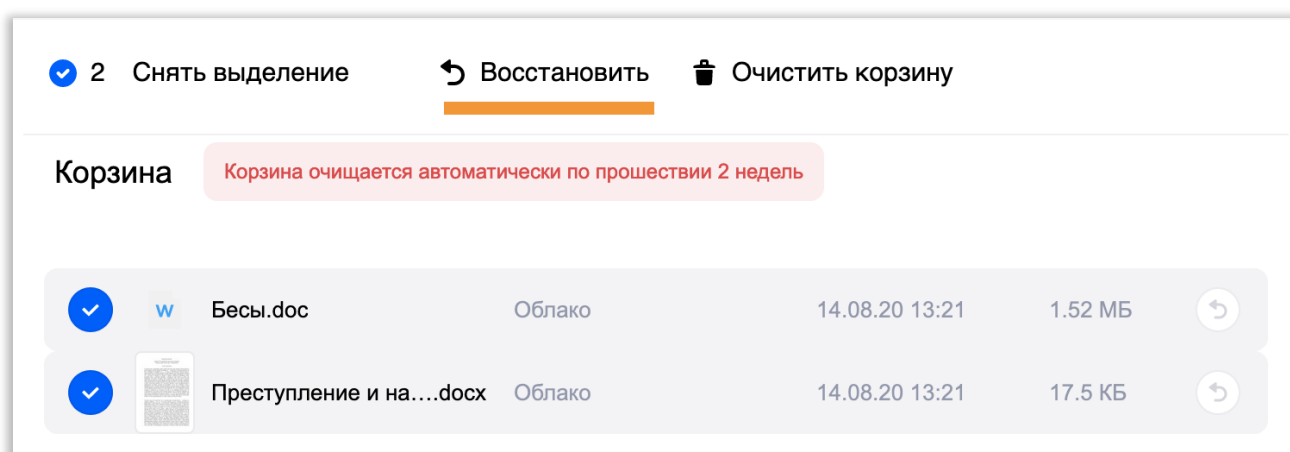 2 Снять выделение Восстановить Очистить корзину
Корзина Корзина очищается автоматически по прошествии 2 недель
W Бесы.doc Облако 14.08.20 13:21 1.52 МБ
Преступление и на....docx Облако 14.08.20 13:21 17.5 КБ